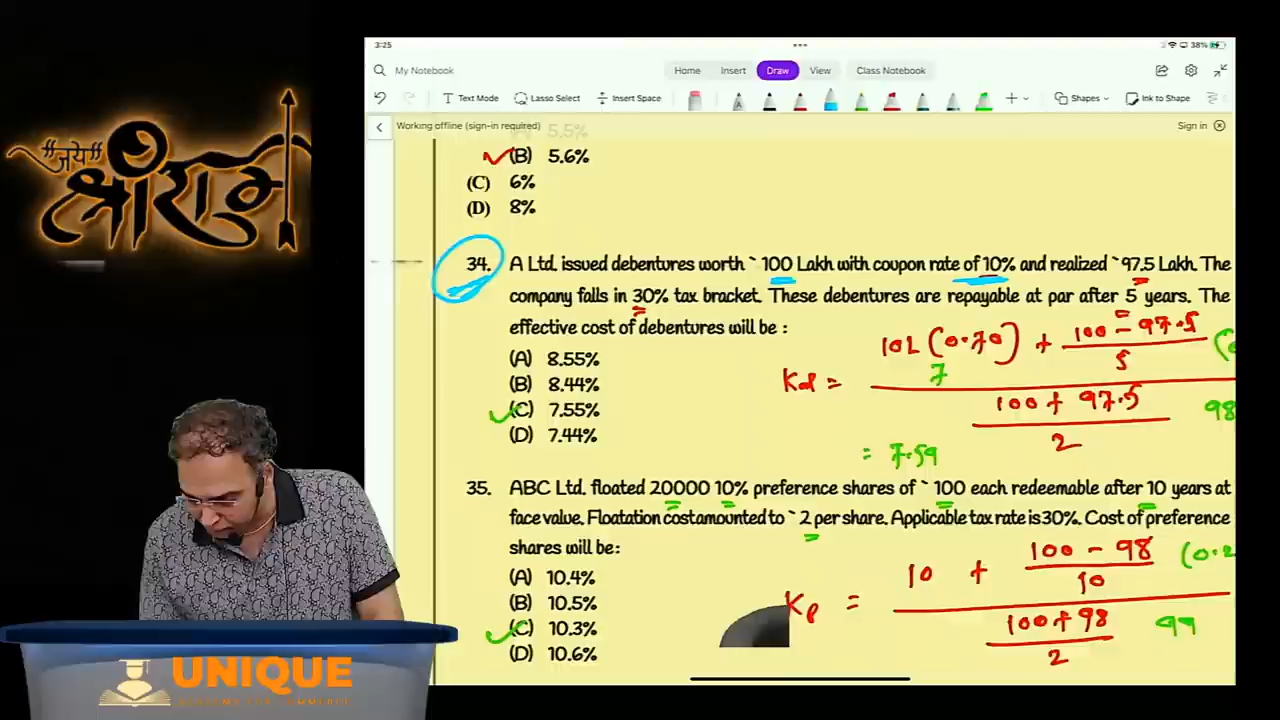 3:25
38%
My Notebook
Home Insert Draw View Class Notebook
Text Mode Lasso Select Insert Space Shapes Ink to Shape
Working offline (sign-in required)
Sign in
5.5%
(B) 5.6%
(C) 6%
(D) 8%
34. A Ltd. issued debentures worth ` 100 Lakh with coupon rate of 10% and realized ` 97.5 Lakh. The
company falls in 30% tax bracket. These debentures are repayable at par after 5 years. The
effective cost of debentures will be :
(A) 8.55%
(B) 8.44%
(C) 7.55%
(D) 7.44%
10L (0.70) + 100 - 97.5
7
5
Kd =
100 + 97.5
98
2
= 7.59
35. ABC Ltd. floated 20000 10% preference shares of ` 100 each redeemable after 10 years at
face value. Floatation costamounted to ` 2 per share. Applicable tax rate is 30%. Cost of preference
shares will be:
(A) 10.4%
(B) 10.5%
(C) 10.3%
(D) 10.6%
10 + 100 - 98
10
Kp =
100 + 98
99
2
॥जय॥
श्रीराम
UNIQUE